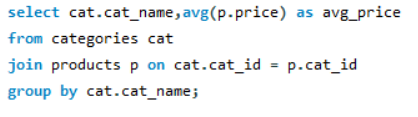 select cat.cat_name,avg(p.price) as avg_price
from categories cat
join products p on cat.cat_id = p.cat_id
group by cat.cat_name;